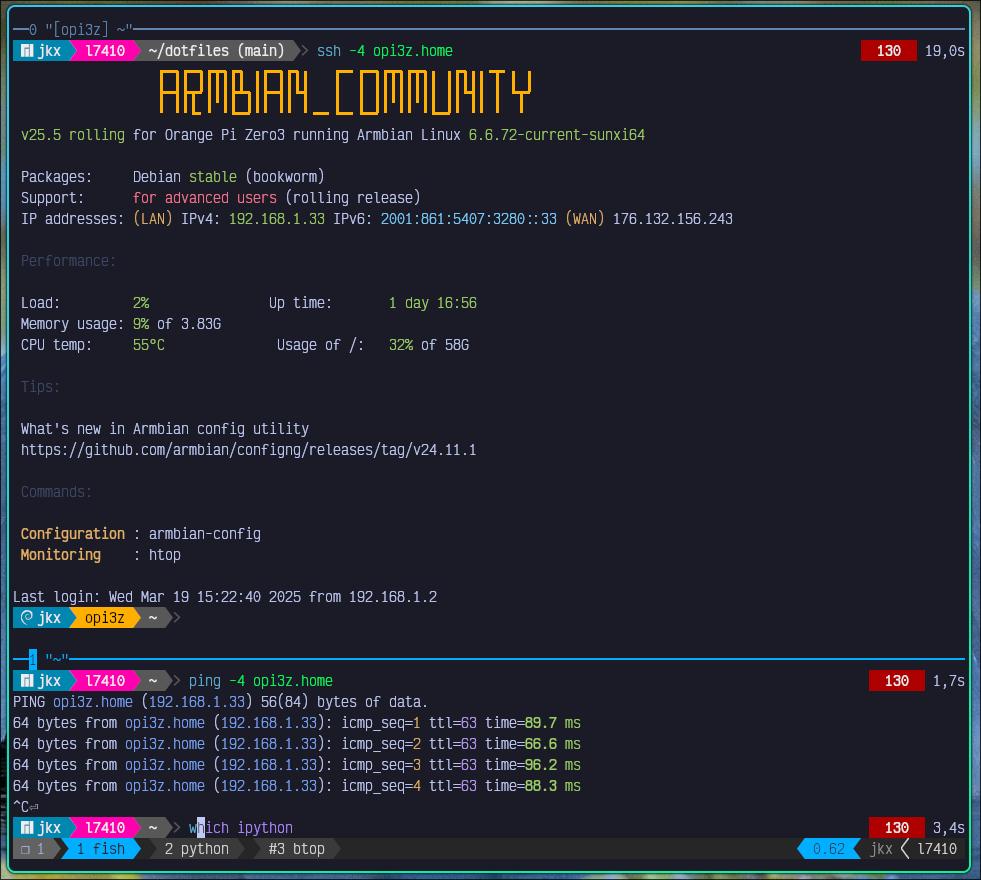 0 "[opi3z] ~"
jkx l7410 ~/dotfiles (main) ssh -4 opi3z.home 130 19,0s
ARMBIAN_COMMUNITY
v25.5 rolling for Orange Pi Zero3 running Armbian Linux 6.6.72-current-sunxi64
Packages: Debian stable (bookworm)
Support: for advanced users (rolling release)
IP addresses: (LAN) IPv4: 192.168.1.33 IPv6: 2001:861:5407:3280::33 (WAN) 176.132.156.243
Performance:
Load: 2% Up time: 1 day 16:56
Memory usage: 9% of 3.83G
CPU temp: 55°C Usage of /: 32% of 58G
Tips:
What's new in Armbian config utility
https://github.com/armbian/configng/releases/tag/v24.11.1
Commands:
Configuration : armbian-config
Monitoring : htop
Last login: Wed Mar 19 15:22:40 2025 from 192.168.1.2
jkx opi3z ~
1 "~"
jkx l7410 ~ ping -4 opi3z.home 130 1,7s
PING opi3z.home (192.168.1.33) 56(84) bytes of data.
64 bytes from opi3z.home (192.168.1.33): icmp_seq=1 ttl=63 time=89.7 ms
64 bytes from opi3z.home (192.168.1.33): icmp_seq=2 ttl=63 time=66.6 ms
64 bytes from opi3z.home (192.168.1.33): icmp_seq=3 ttl=63 time=96.2 ms
64 bytes from opi3z.home (192.168.1.33): icmp_seq=4 ttl=63 time=88.3 ms
^C⏎
jkx l7410 ~ which ipython 130 3,4s
❐ 1 1 fish 2 python #3 btop 0.62 jkx l7410